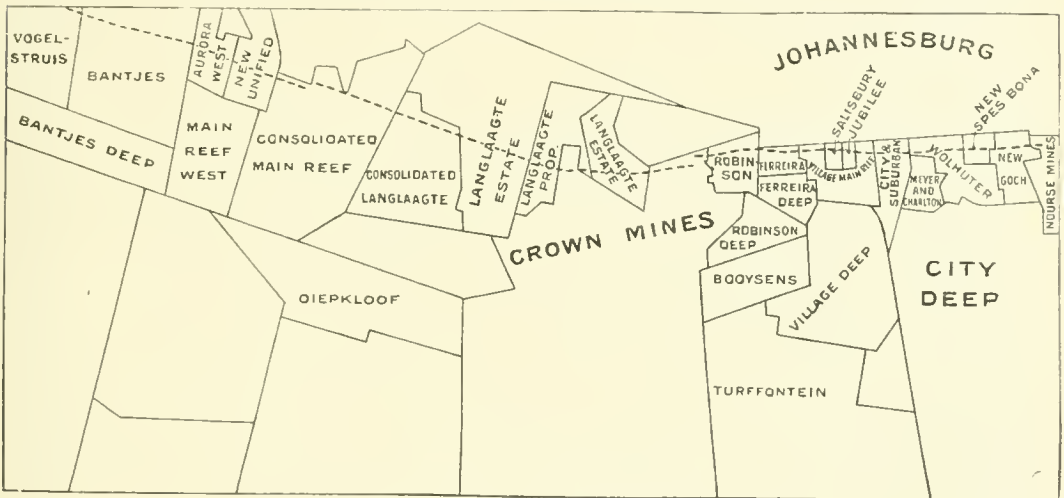 VOGEL-
STRUIS
BANTJES
AURORA
WEST
NEW
UNIFIED
JOHANNESBURG
BANTJES DEEP
MAIN
REEF
WEST
CONSOLIDATED
MAIN REEF
CONSOLIDATED
LANGLAAGTE
LANGLAAGTE
ESTATE
LANGLAAGTE
PROP.
LANGLAAGTE
ESTATE
CROWN MINES
ROBIN
SON
FERREIRA
FERREIRA
DEEP
SALISBURY
JUBILEE
VILLAGE MAIN REEF
CITY &
SUBURBAN
MEYER
AND
CHARLTON
WOLHUTER
NEW
SPES BONA
NEW
GOCH
NOURSE MINES
ROBINSON
DEEP
BOOYSENS
VILLAGE DEEP
CITY
DEEP
DIEPKLOOF
TURFFONTEIN